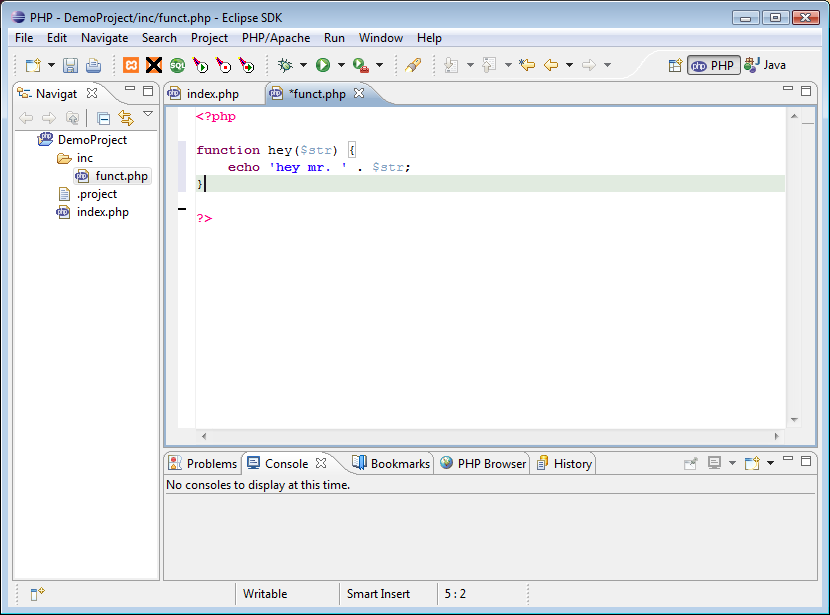 PHP - DemoProject/inc/funct.php - Eclipse SDK
File Edit Navigate Search Project PHP/Apache Run Window Help
SQL PHP Java
Navigat
index.php *funct.php
DemoProject
inc
funct.php
.project
index.php
<?php
function hey($str) {
echo 'hey mr. ' . $str;
}
?>
Problems Console Bookmarks PHP Browser History
No consoles to display at this time.
Writable Smart Insert 5 : 2